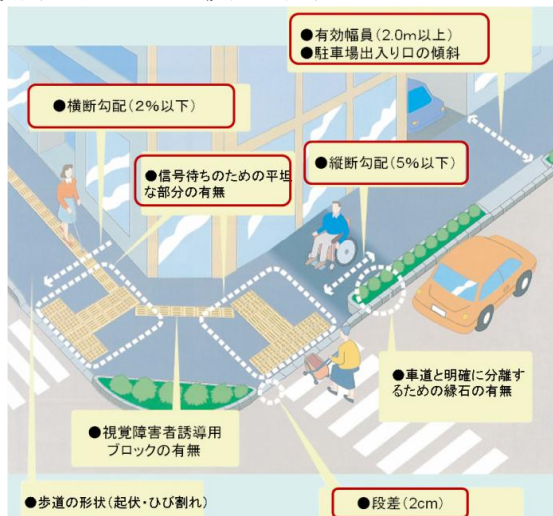 ●有効幅員(2.0m以上)
●駐車場出入り口の傾斜
●横断勾配(2%以下)
●信号待ちのための平坦
な部分の有無
●縦断勾配(5%以下)
●車道と明確に分離す
るための縁石の有無
●視覚障害者誘導用
ブロックの有無
●歩道の形状(起伏・ひび割れ)
●段差(2cm)